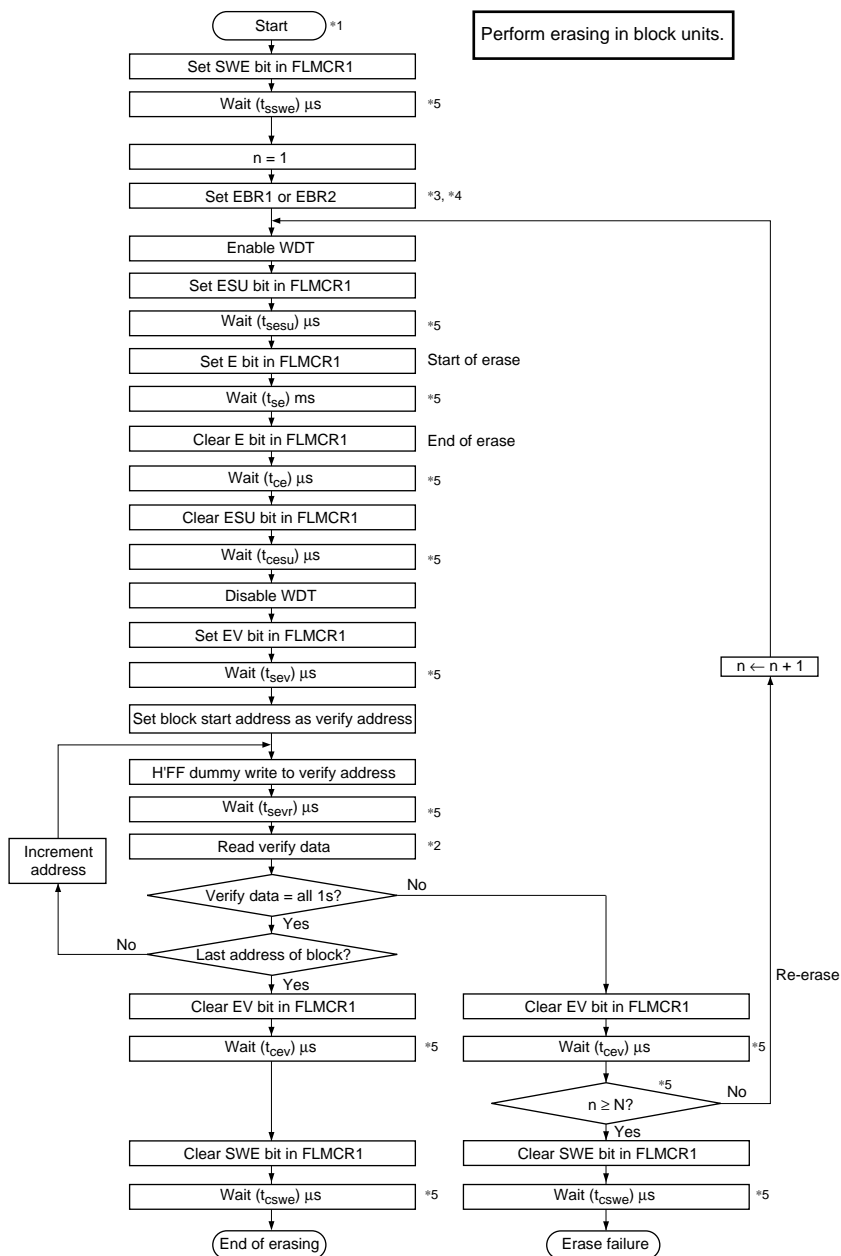 Start *1
Perform erasing in block units.
Set SWE bit in FLMCR1
Wait (tsswe) μs *5
n = 1
Set EBR1 or EBR2 *3, *4
Enable WDT
Set ESU bit in FLMCR1
Wait (tsesu) μs *5
Set E bit in FLMCR1 Start of erase
Wait (tse) ms *5
Clear E bit in FLMCR1 End of erase
Wait (tce) μs *5
Clear ESU bit in FLMCR1
Wait (tcesu) μs *5
Disable WDT
Set EV bit in FLMCR1
Wait (tsev) μs *5
n ← n + 1
Set block start address as verify address
H'FF dummy write to verify address
Wait (tsevr) μs *5
Read verify data *2
Increment
address
Verify data = all 1s? No
Yes
No Last address of block?
Yes
Re-erase
Clear EV bit in FLMCR1
Wait (tcev) μs *5
Clear EV bit in FLMCR1
Wait (tcev) μs *5
*5
n ≥ N? No
Yes
Clear SWE bit in FLMCR1
Wait (tcswe) μs *5
End of erasing
Clear SWE bit in FLMCR1
Wait (tcswe) μs *5
Erase failure